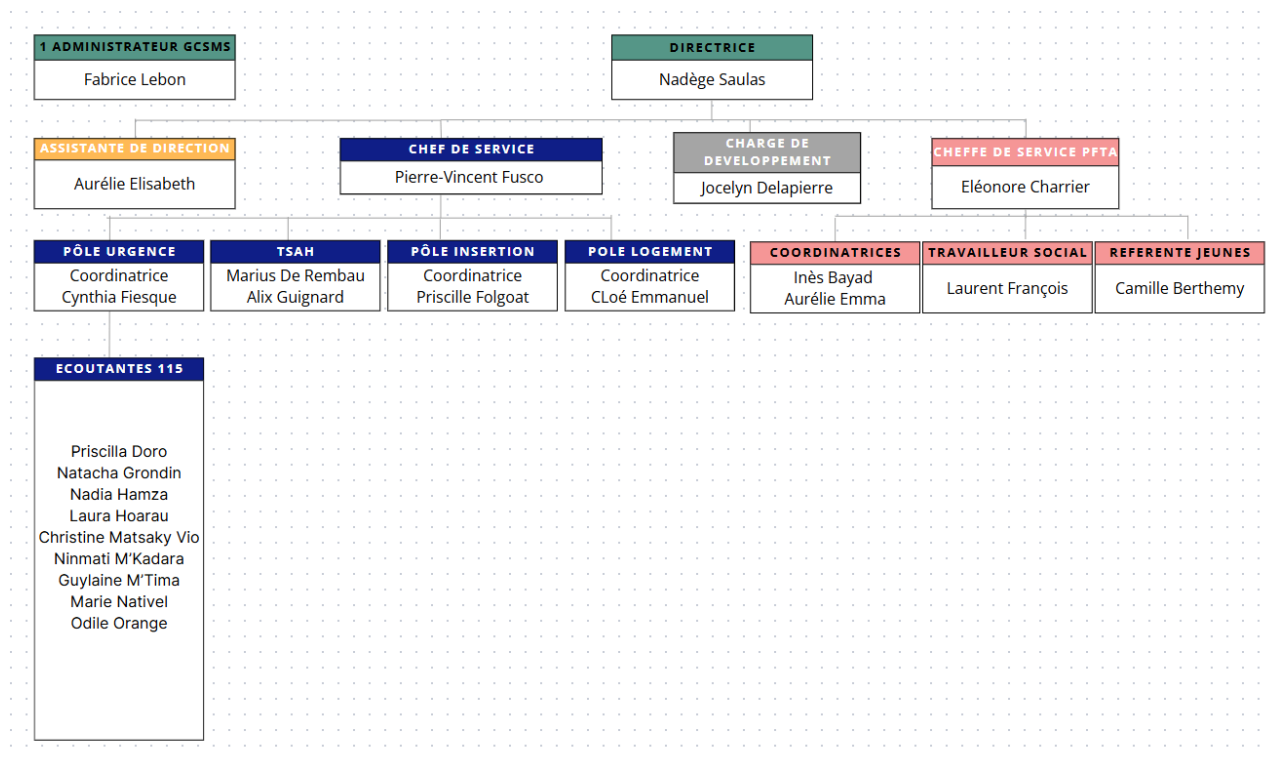 1 ADMINISTRATEUR GCSMS
Fabrice Lebon
DIRECTRICE
Nadège Saulas
ASSISTANTE DE DIRECTION
Aurélie Elisabeth
CHEF DE SERVICE
Pierre-Vincent Fusco
CHARGE DE
DEVELOPPEMENT
Jocelyn Delapierre
CHEFFE DE SERVICE PFTA
Eléonore Charrier
PÔLE URGENCE
Coordinatrice
Cynthia Fiesque
TSAH
Marius De Rembau
Alix Guignard
PÔLE INSERTION
Coordinatrice
Priscille Folgoat
POLE LOGEMENT
Coordinatrice
CLoé Emmanuel
COORDINATRICES
Inès Bayad
Aurélie Emma
TRAVAILLEUR SOCIAL
Laurent François
REFERENTE JEUNES
Camille Berthemy
ECOUTANTES 115
Priscilla Doro
Natacha Grondin
Nadia Hamza
Laura Hoarau
Christine Matsaky Vio
Ninmati M’Kadara
Guylaine M’Tima
Marie Nativel
Odile Orange